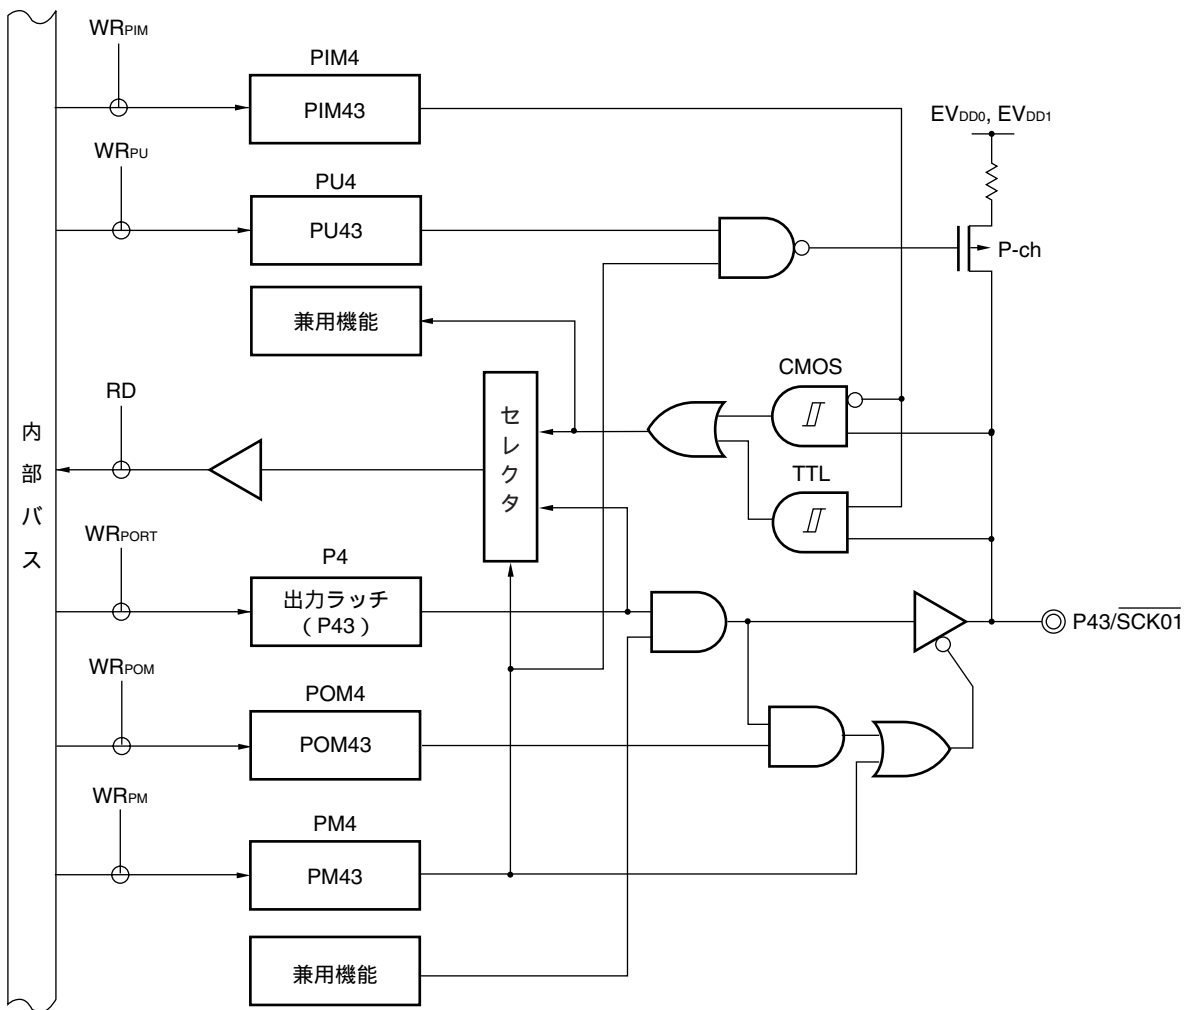 WRPIM
PIM4
PIM43
EVDD0, EVDD1
WRPU
PU4
PU43
P-ch
兼用機能
CMOS
RD
セレクタ
内部バス
TTL
WRPORT
P4
出力ラッチ
（P43）
P43/SCK01
WRPOM
POM4
POM43
WRPM
PM4
PM43
兼用機能